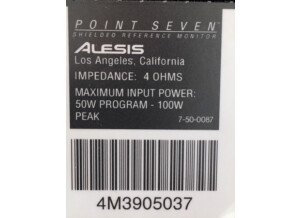 POINT SEVEN
SHIELDED REFERENCE MONITOR
ALESIS
Los Angeles, California
IMPEDANCE: 4 OHMS
MAXIMUM INPUT POWER:
50W PROGRAM - 100W
PEAK 7-50-0087
4M3905037